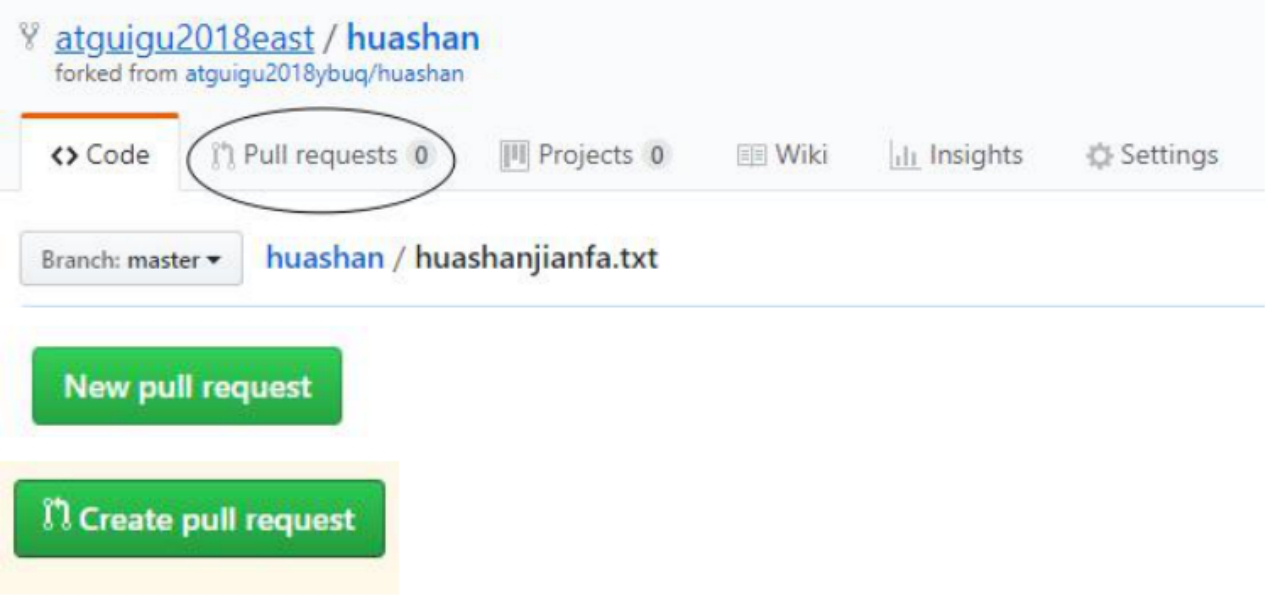 atguigu2018east / huashan
forked from atguigu2018ybuq/huashan
<> Code Pull requests 0 Projects 0 Wiki Insights Settings
Branch: master huashan / huashanjianfa.txt
New pull request
Create pull request